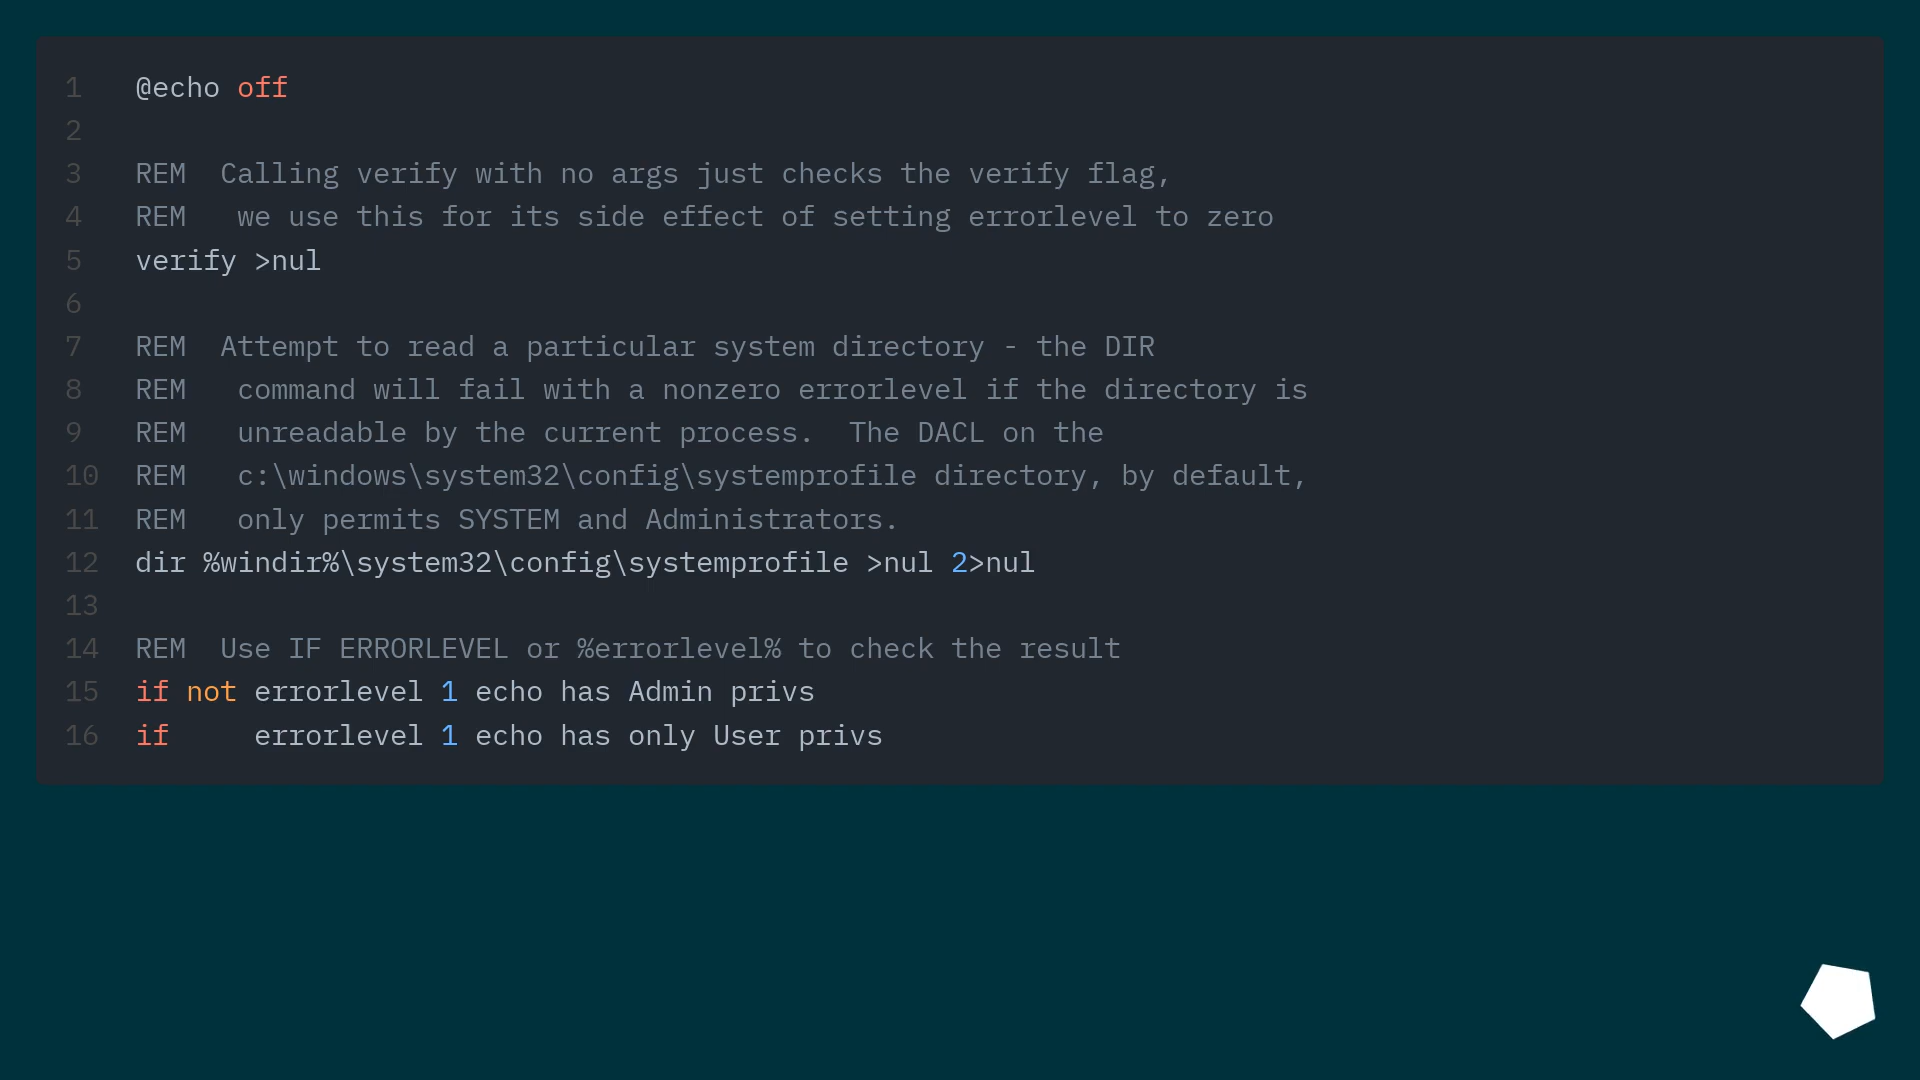 1 @echo off
2
3 REM  Calling verify with no args just checks the verify flag,
4 REM   we use this for its side effect of setting errorlevel to zero
5 verify >nul
6
7 REM  Attempt to read a particular system directory - the DIR
8 REM   command will fail with a nonzero errorlevel if the directory is
9 REM   unreadable by the current process.  The DACL on the
10 REM   c:\windows\system32\config\systemprofile directory, by default,
11 REM   only permits SYSTEM and Administrators.
12 dir %windir%\system32\config\systemprofile >nul 2>nul
13
14 REM  Use IF ERRORLEVEL or %errorlevel% to check the result
15 if not errorlevel 1 echo has Admin privs
16 if     errorlevel 1 echo has only User privs